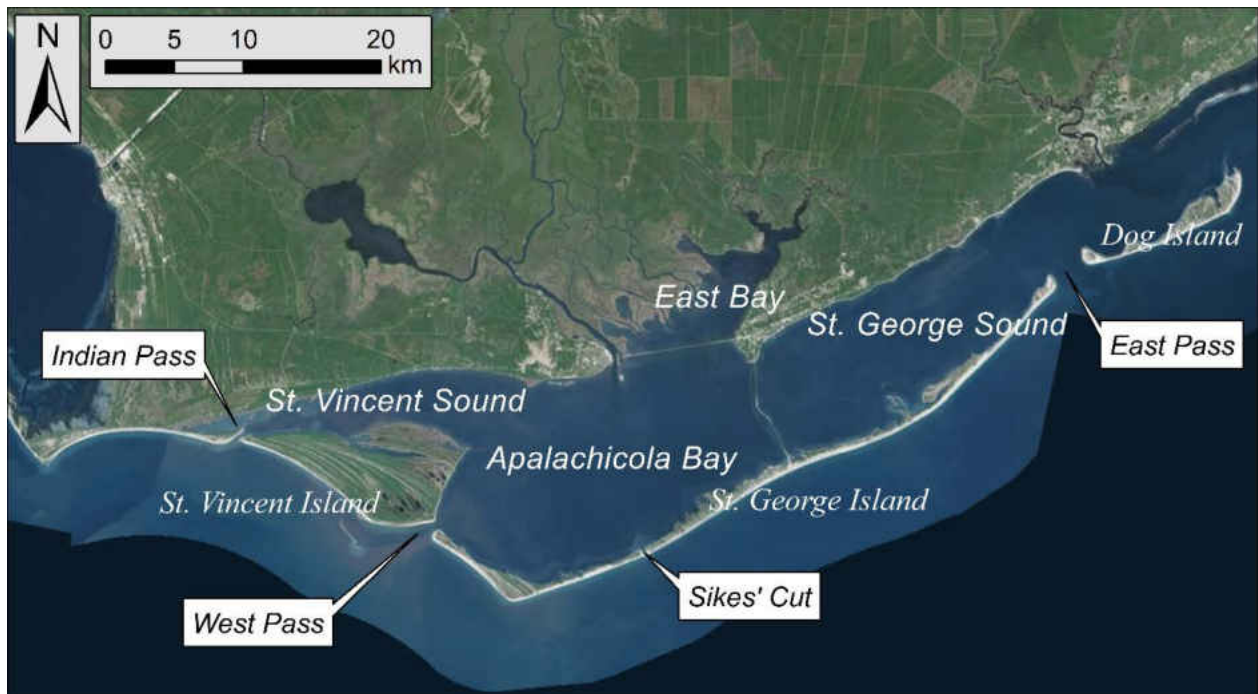 N
0 5 10 20
km
Dog Island
East Bay
St. George Sound
East Pass
Indian Pass
St. Vincent Sound
Apalachicola Bay
St. Vincent Island
St. George Island
Sikes' Cut
West Pass